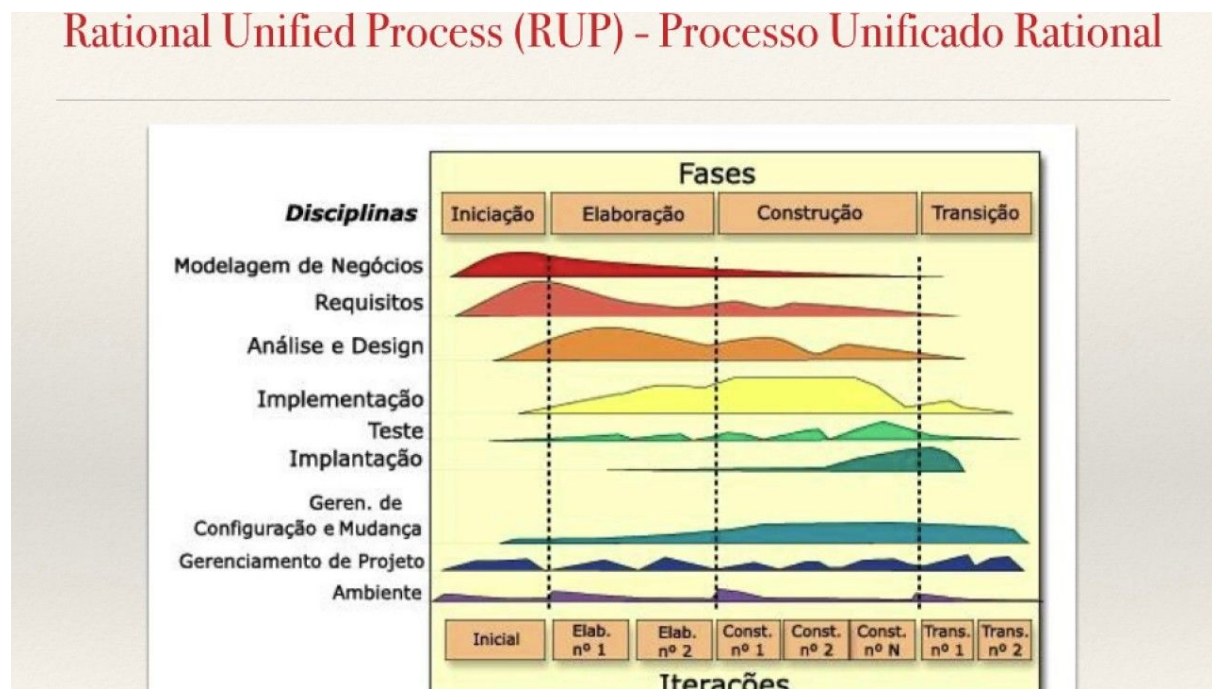 Rational Unified Process (RUP) - Processo Unificado Rational
Fases
Disciplinas
Iniciação
Elaboração
Construção
Transição
Modelagem de Negócios
Requisitos
Análise e Design
Implementação
Teste
Implantação
Geren. de
Configuração e Mudança
Gerenciamento de Projeto
Ambiente
Inicial
Elab.
nº 1
Elab.
nº 2
Const.
nº 1
Const.
nº 2
Const.
nº N
Trans.
nº 1
Trans.
nº 2
Iterações